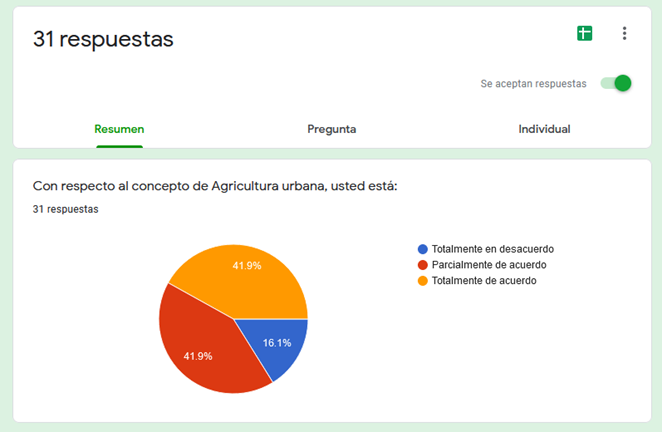 31 respuestas
Se aceptan respuestas
Resumen Pregunta Individual
Con respecto al concepto de Agricultura urbana, usted está:
31 respuestas
41.9%
41.9%
16.1%
Totalmente en desacuerdo
Parcialmente de acuerdo
Totalmente de acuerdo